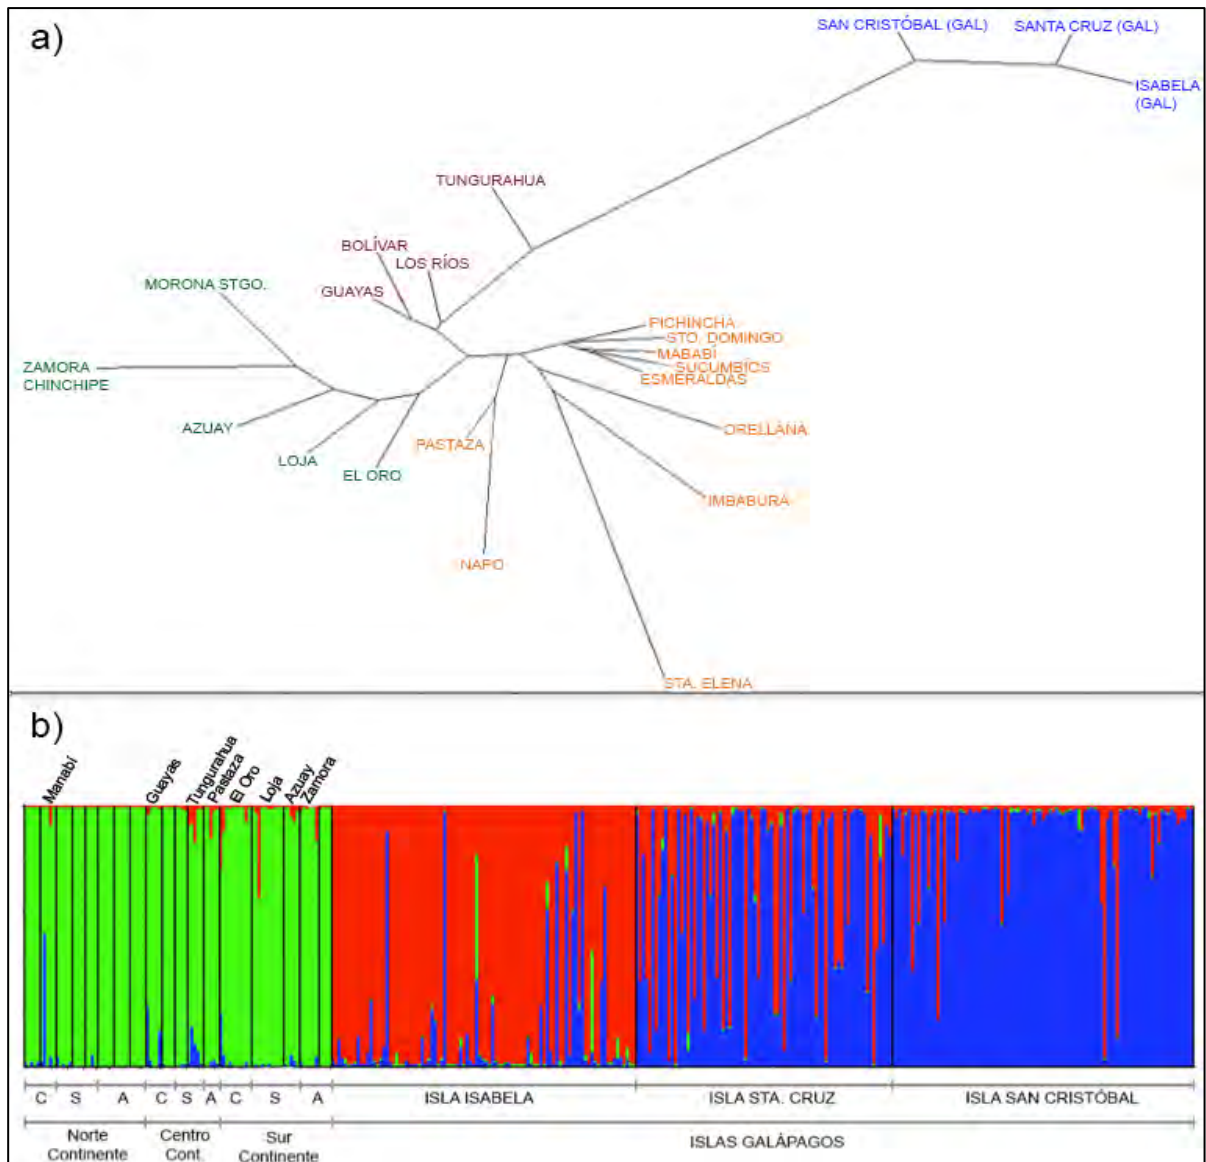 a)
SAN CRISTÓBAL (GAL)
SANTA CRUZ (GAL)
ISABELA
(GAL)
TUNGURAHUA
BOLÍVAR
LOS RÍOS
GUAYAS
MORONA STGO.
ZAMORA
CHINCHIPE
AZUAY
LOJA
EL ORO
PICHINCHA
STO. DOMINGO
MABABÍ
SUCUMBÍOS
ESMERALDAS
ORELLANA
PASTAZA
IMBABURA
NAPO
STA. ELENA
b)
Manabí
Guayas
Tungurahua
Pastaza
El Oro
Loja
Azuay
Zamora
C S A C S A C S A ISLA ISABELA ISLA STA. CRUZ ISLA SAN CRISTÓBAL
Norte
Continente
Centro
Cont.
Sur
Continente
ISLAS GALÁPAGOS